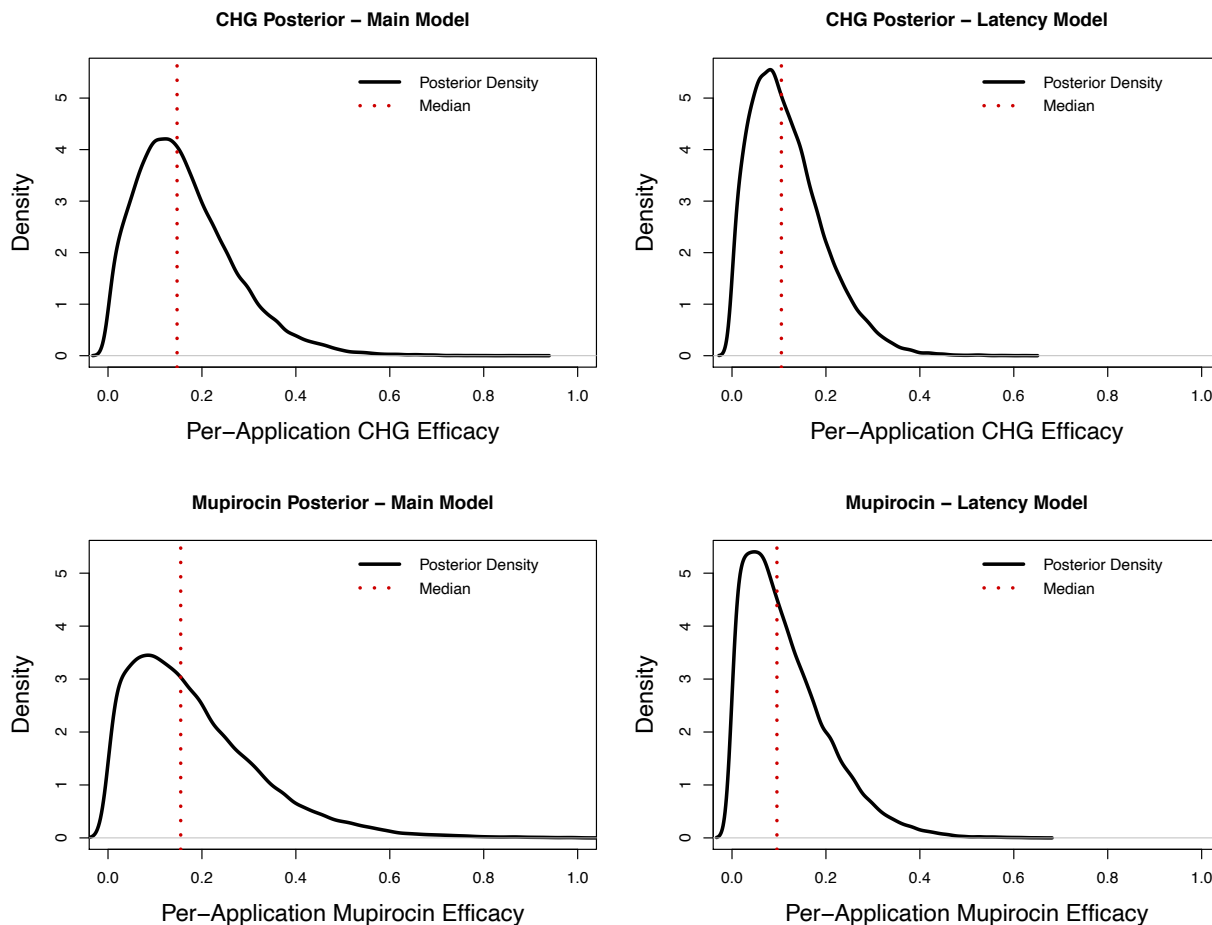 CHG Posterior – Main Model
Posterior Density
Median
Density
0 1 2 3 4 5
0.0 0.2 0.4 0.6 0.8 1.0
Per−Application CHG Efficacy
CHG Posterior – Latency Model
Posterior Density
Median
Density
0 1 2 3 4 5
0.0 0.2 0.4 0.6 0.8 1.0
Per−Application CHG Efficacy
Mupirocin Posterior – Main Model
Posterior Density
Median
Density
0 1 2 3 4 5
0.0 0.2 0.4 0.6 0.8 1.0
Per−Application Mupirocin Efficacy
Mupirocin – Latency Model
Posterior Density
Median
Density
0 1 2 3 4 5
0.0 0.2 0.4 0.6 0.8 1.0
Per−Application Mupirocin Efficacy